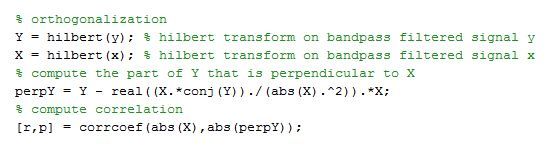 % orthogonalization
Y = hilbert(y); % hilbert transform on bandpass filtered signal y
X = hilbert(x); % hilbert transform on bandpass filtered signal x
% compute the part of Y that is perpendicular to X
perpY = Y - real((X.*conj(Y))./(abs(X).^2)).*X;
% compute correlation
[r,p] = corrcoef(abs(X),abs(perpY));